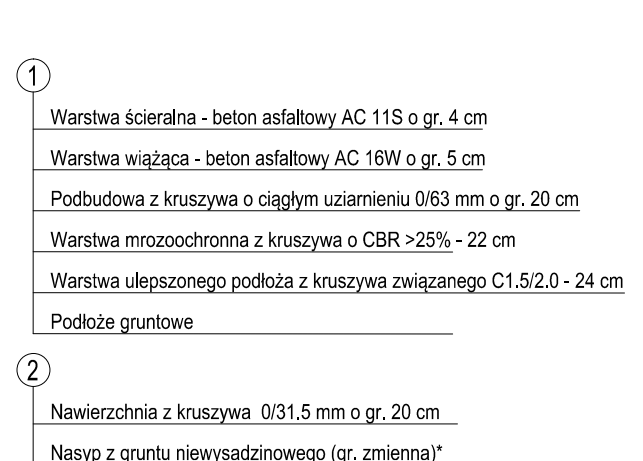 1
Warstwa ścieralna - beton asfaltowy AC 11S o gr. 4 cm
Warstwa wiążąca - beton asfaltowy AC 16W o gr. 5 cm
Podbudowa z kruszywa o ciągłym uziarnieniu 0/63 mm o gr. 20 cm
Warstwa mrozoochronna z kruszywa o CBR >25% - 22 cm
Warstwa ulepszonego podłoża z kruszywa związanego C1.5/2.0 - 24 cm
Podłoże gruntowe
2
Nawierzchnia z kruszywa 0/31.5 mm o gr. 20 cm
Nasyp z gruntu niewysadzinowego (gr. zmienna)*